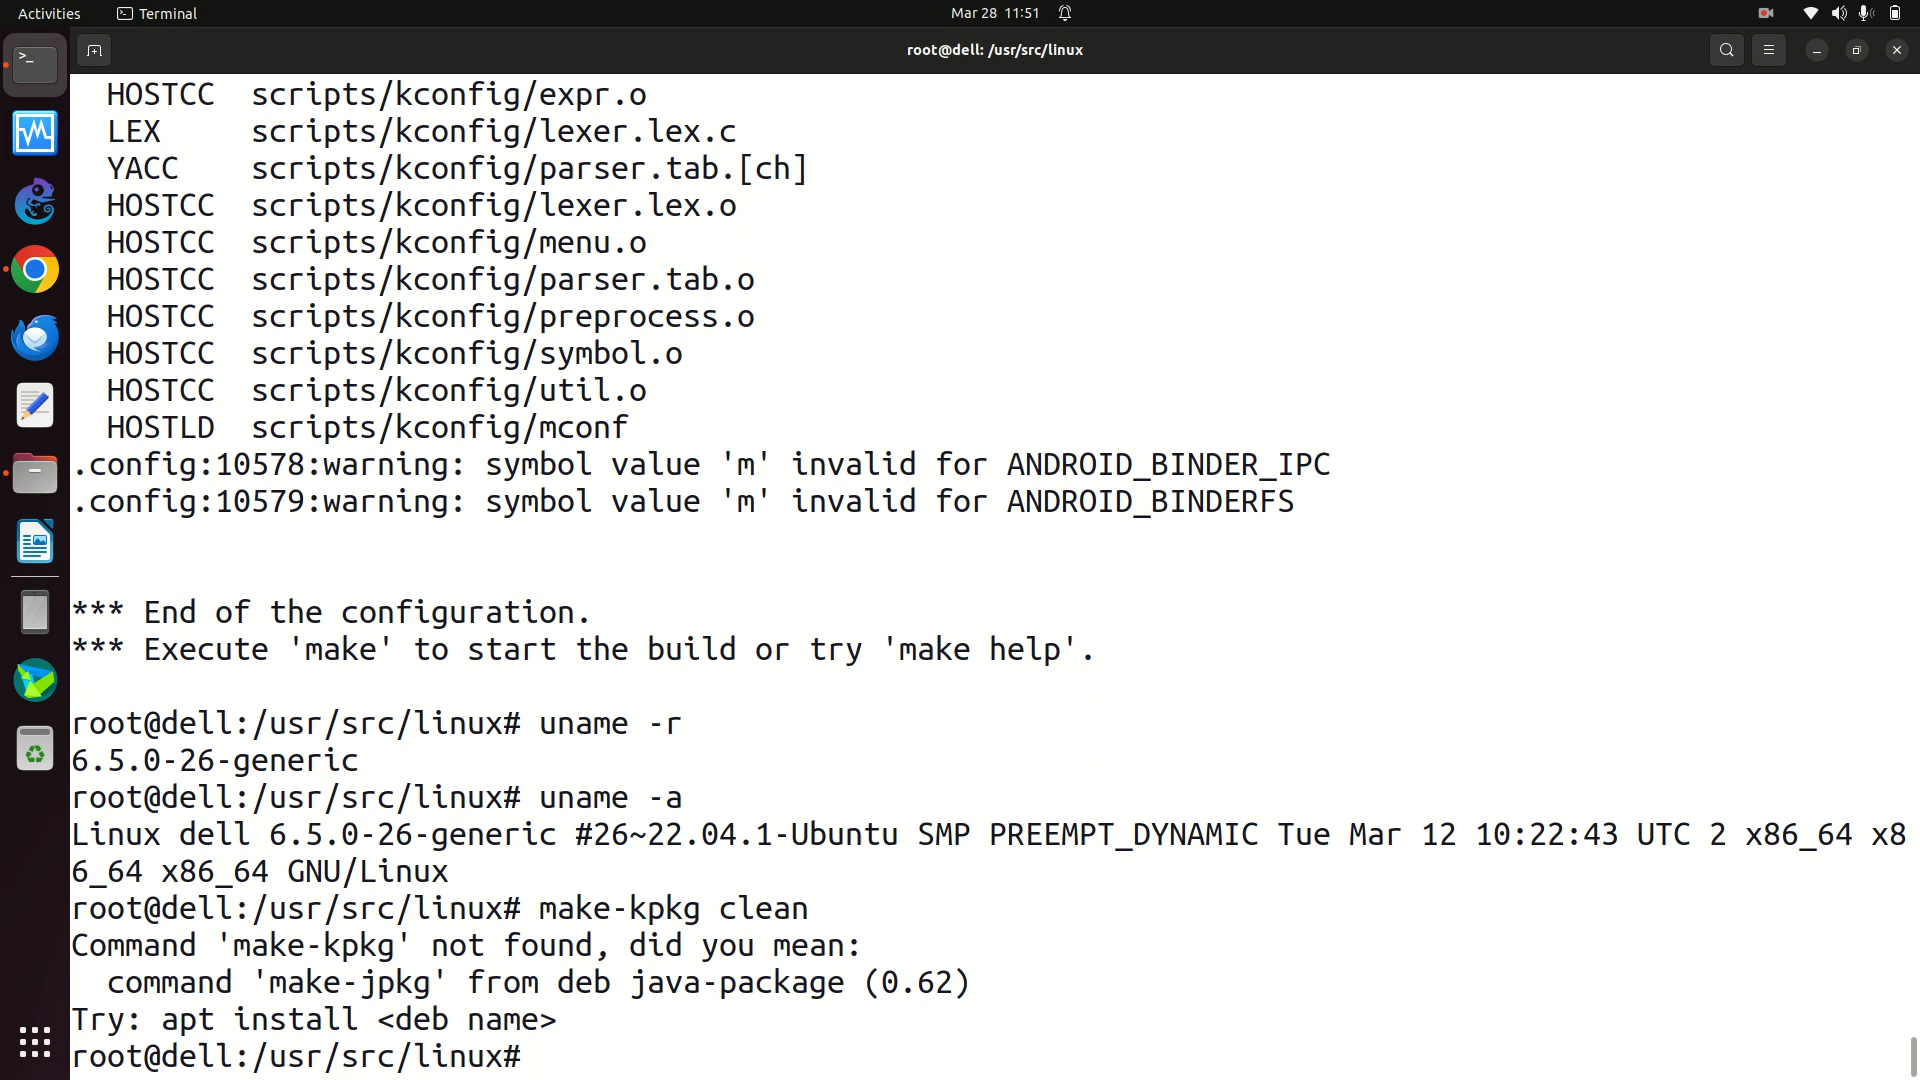 Activities
Terminal
Mar 28 11:51
root@dell: /usr/src/linux
HOSTCC scripts/kconfig/expr.o
LEX scripts/kconfig/lexer.lex.c
YACC scripts/kconfig/parser.tab.[ch]
HOSTCC scripts/kconfig/lexer.lex.o
HOSTCC scripts/kconfig/menu.o
HOSTCC scripts/kconfig/parser.tab.o
HOSTCC scripts/kconfig/preprocess.o
HOSTCC scripts/kconfig/symbol.o
HOSTCC scripts/kconfig/util.o
HOSTLD scripts/kconfig/mconf
.config:10578:warning: symbol value 'm' invalid for ANDROID_BINDER_IPC
.config:10579:warning: symbol value 'm' invalid for ANDROID_BINDERFS
*** End of the configuration.
*** Execute 'make' to start the build or try 'make help'.
root@dell:/usr/src/linux# uname -r
6.5.0-26-generic
root@dell:/usr/src/linux# uname -a
Linux dell 6.5.0-26-generic #26~22.04.1-Ubuntu SMP PREEMPT_DYNAMIC Tue Mar 12 10:22:43 UTC 2 x86_64 x8
6_64 x86_64 GNU/Linux
root@dell:/usr/src/linux# make-kpkg clean
Command 'make-kpkg' not found, did you mean:
command 'make-jpkg' from deb java-package (0.62)
Try: apt install <deb name>
root@dell:/usr/src/linux#